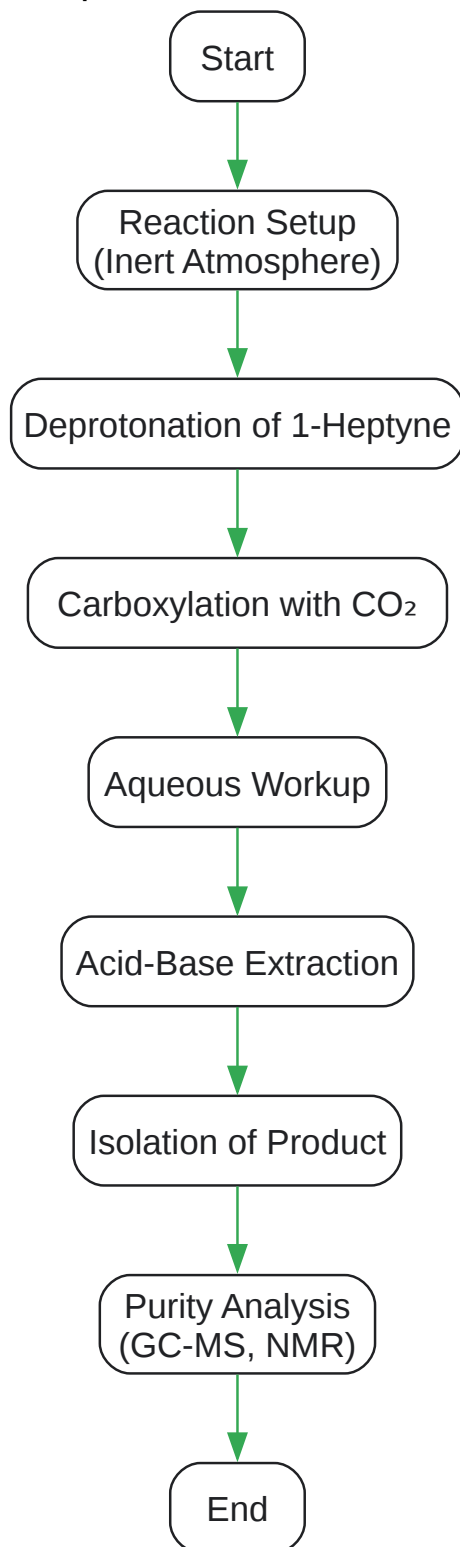 Start
Reaction Setup
(Inert Atmosphere)
Deprotonation of 1-Heptyne
Carboxylation with CO₂
Aqueous Workup
Acid-Base Extraction
Isolation of Product
Purity Analysis
(GC-MS, NMR)
End